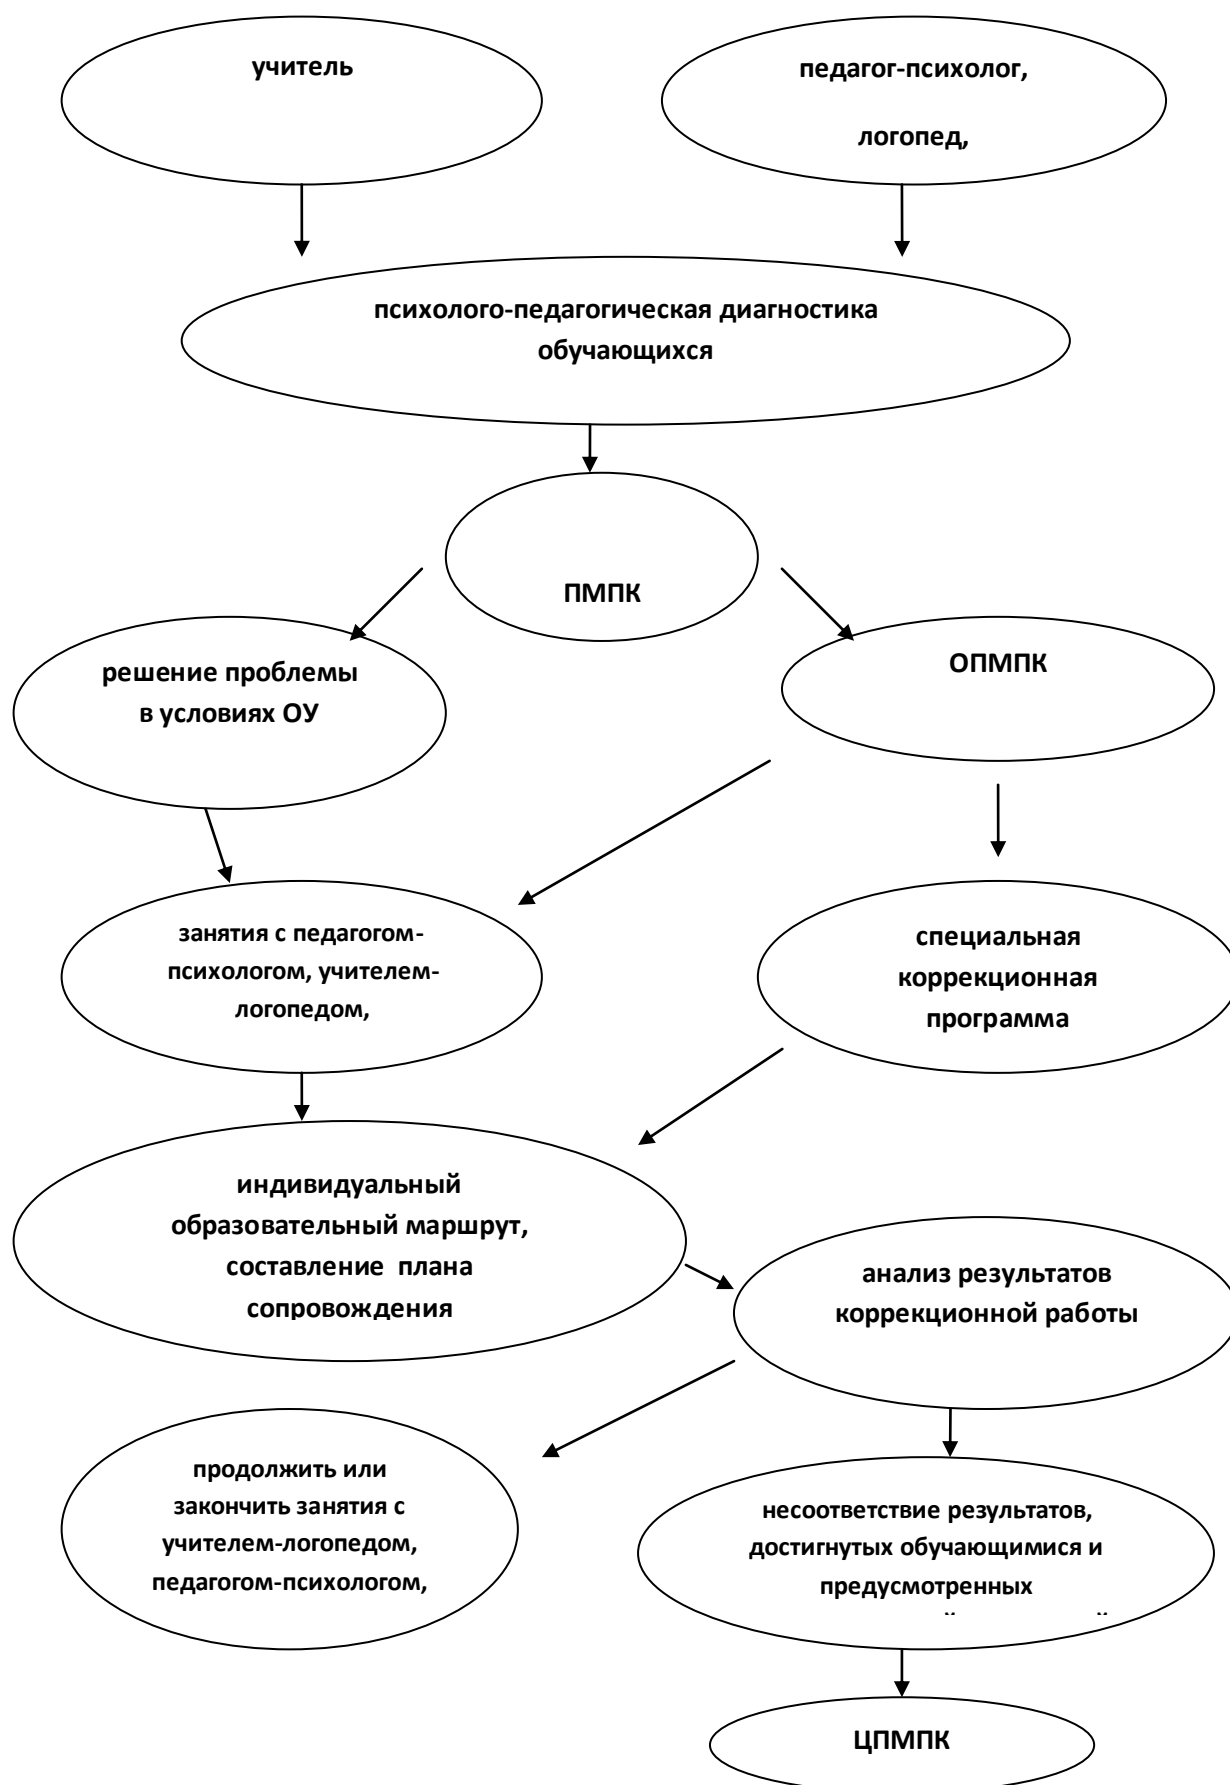 учитель
педагог-психолог,
логопед,
психолого-педагогическая диагностика
обучающихся
ПМПК
решение проблемы
в условиях ОУ
ОПМПК
занятия с педагогом-
психологом, учителем-
логопедом,
специальная
коррекционная
программа
индивидуальный
образовательный маршрут,
составление плана
сопровождения
анализ результатов
коррекционной работы
продолжить или
закончить занятия с
учителем-логопедом,
педагогом-психологом,
несоответствие результатов,
достигнутых обучающимися и
предусмотренных
ЦПМПК